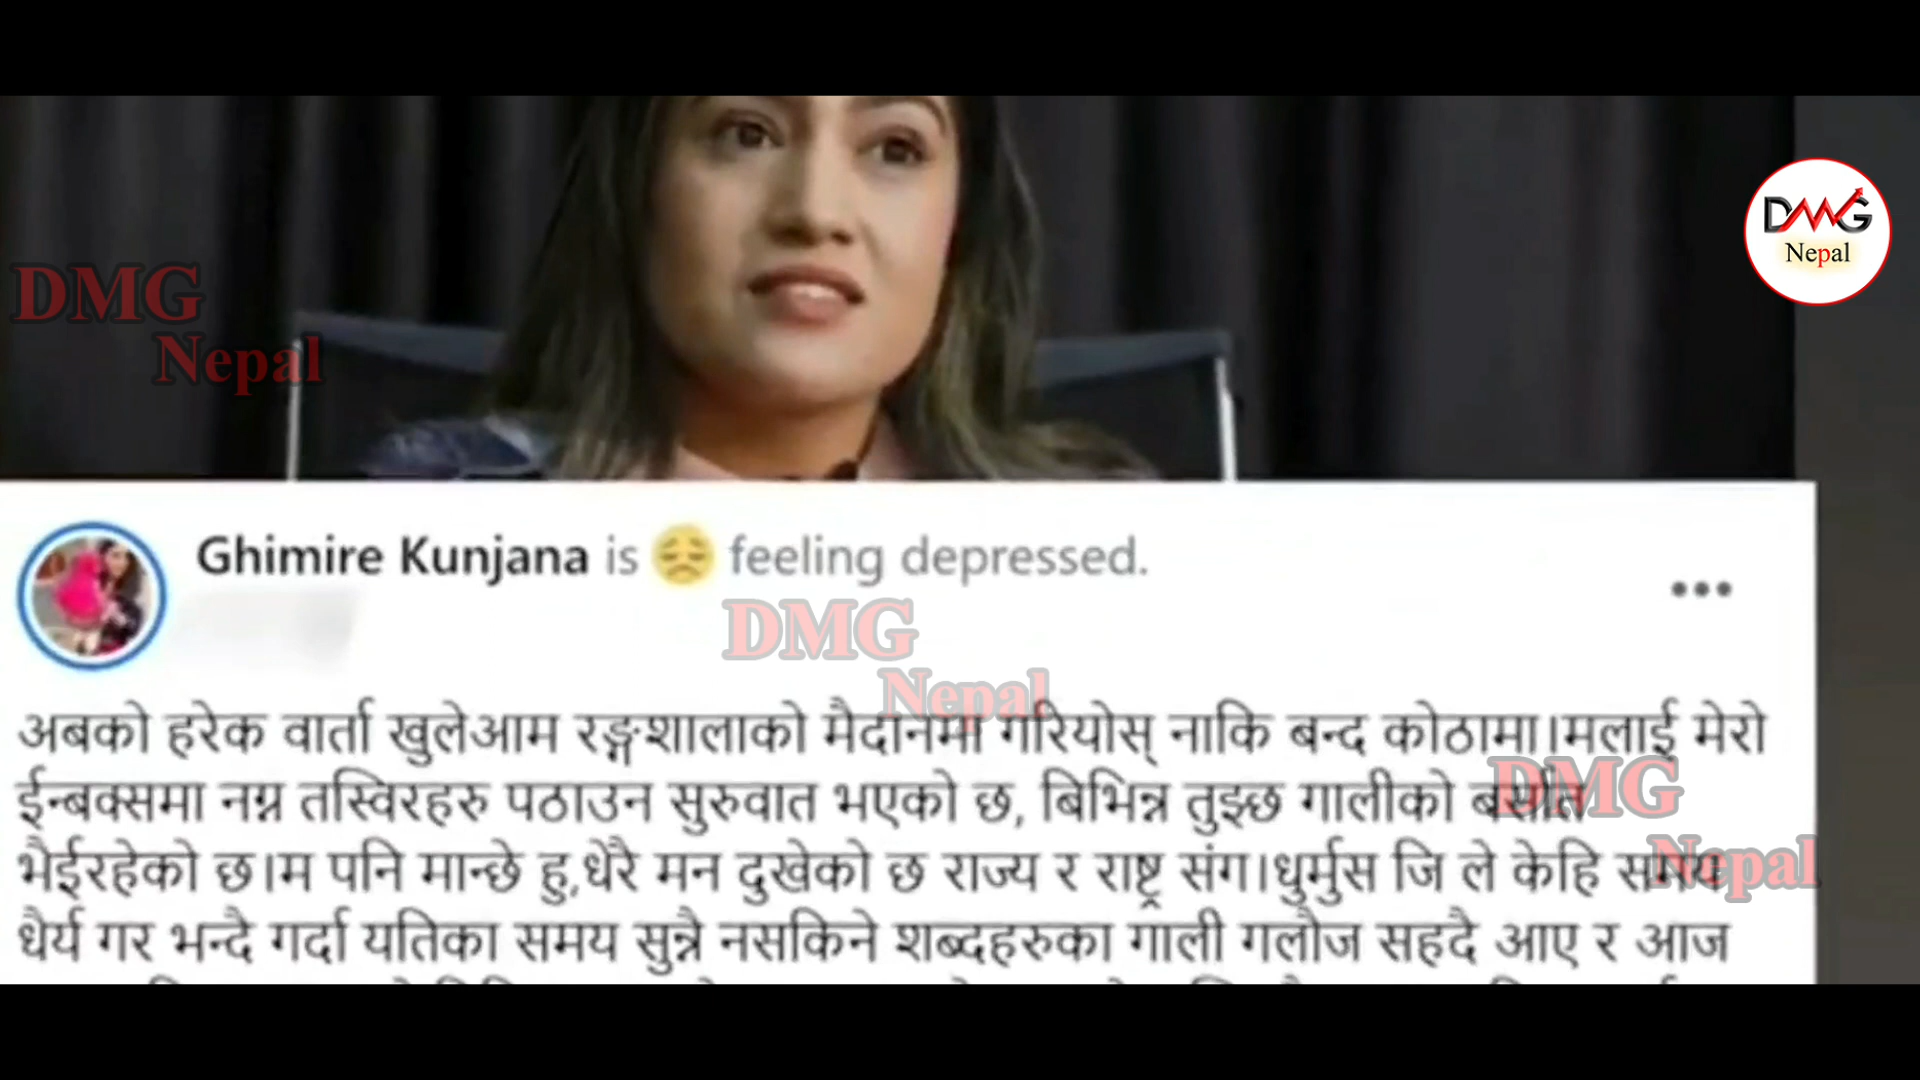 DMG
Nepal
DMG
Nepal
Ghimire Kunjana is 😞 feeling depressed.
DMG
Nepal
अबको हरेक वार्ता खुलेआम रङ्गशालाको मैदानमा गरियोस् नाकि बन्द कोठामा।मलाई मेरो
ईन्बक्समा नग्न तस्विरहरु पठाउन सुरुवात भएको छ, बिभिन्न तुच्छ गालीको बर्सात
DMG
Nepal
भैईरहेको छ।म पनि मान्छे हु,धेरै मन दुखेको छ राज्य र राष्ट्र संग।धुर्मुस जि ले केहि समय
धैर्य गर भन्दै गर्दा यतिका समय सुन्नै नसकिने शब्दहरुका गाली गलौज सहदै आए र आज